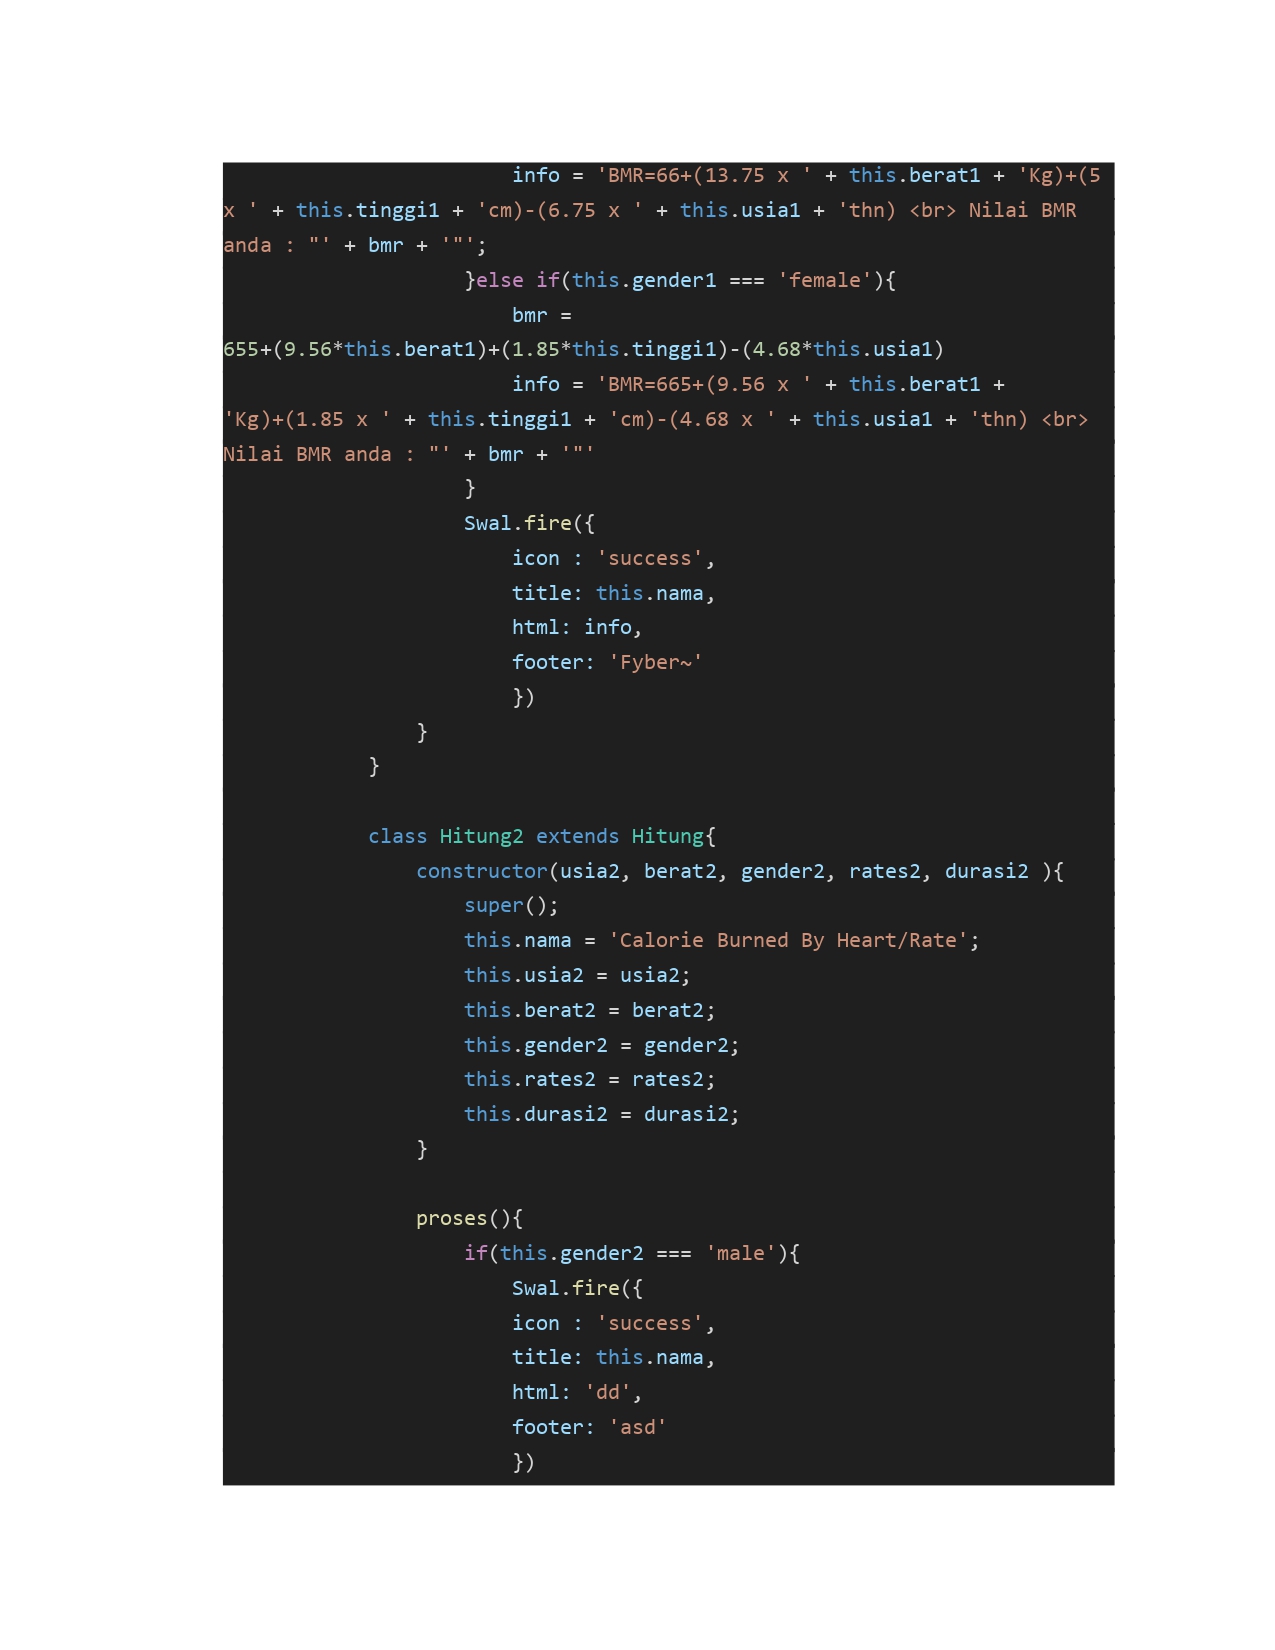 info = 'BMR=66+(13.75 x ' + this.berat1 + 'Kg)+(5
x ' + this.tinggi1 + 'cm)-(6.75 x ' + this.usia1 + 'thn) <br> Nilai BMR
anda : "' + bmr + '"';
}else if(this.gender1 === 'female'){
bmr =
655+(9.56*this.berat1)+(1.85*this.tinggi1)-(4.68*this.usia1)
info = 'BMR=665+(9.56 x ' + this.berat1 +
'Kg)+(1.85 x ' + this.tinggi1 + 'cm)-(4.68 x ' + this.usia1 + 'thn) <br>
Nilai BMR anda : "' + bmr + '"'
}
Swal.fire({
icon : 'success',
title: this.nama,
html: info,
footer: 'Fyber~'
})
}
}
class Hitung2 extends Hitung{
constructor(usia2, berat2, gender2, rates2, durasi2 ){
super();
this.nama = 'Calorie Burned By Heart/Rate';
this.usia2 = usia2;
this.berat2 = berat2;
this.gender2 = gender2;
this.rates2 = rates2;
this.durasi2 = durasi2;
}
proses(){
if(this.gender2 === 'male'){
Swal.fire({
icon : 'success',
title: this.nama,
html: 'dd',
footer: 'asd'
})